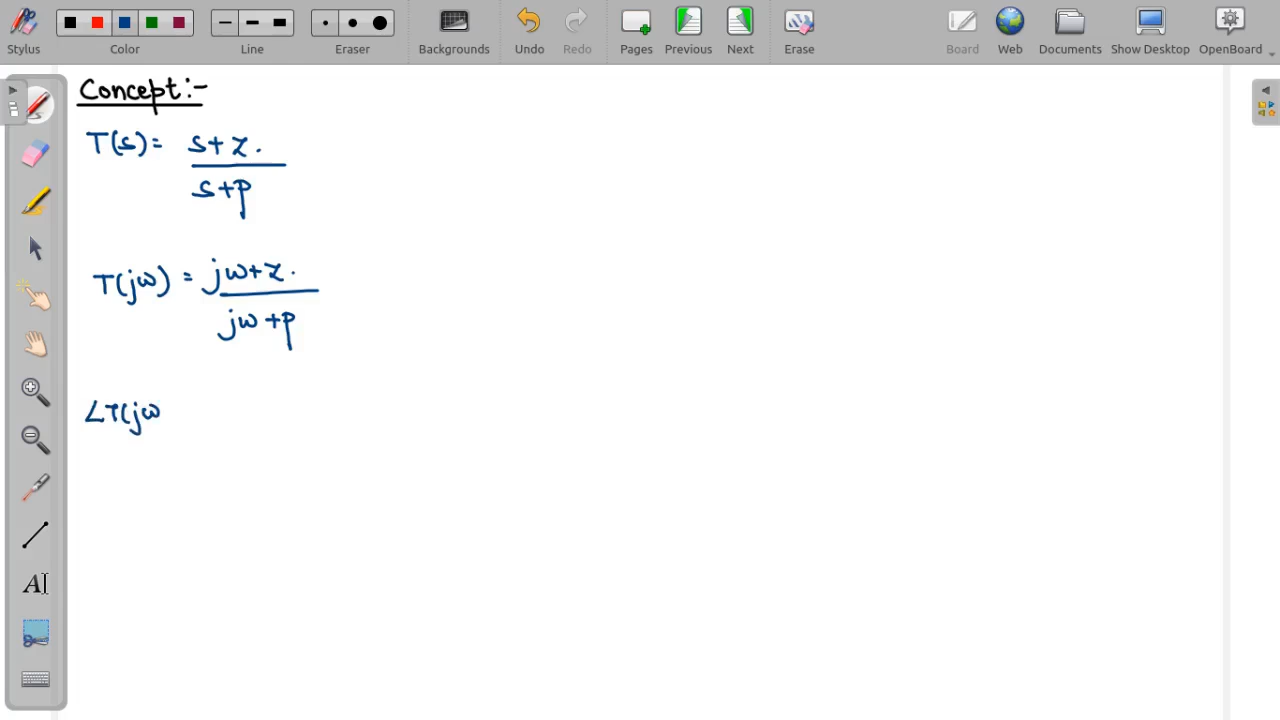 Stylus Color Line Eraser Backgrounds Undo Redo Pages Previous Next Erase Board Web Documents Show Desktop OpenBoard
Concept:-
T(s) = s+z.
s+p
T(jω) = jω+z.
jω+p
∠T(jω
A